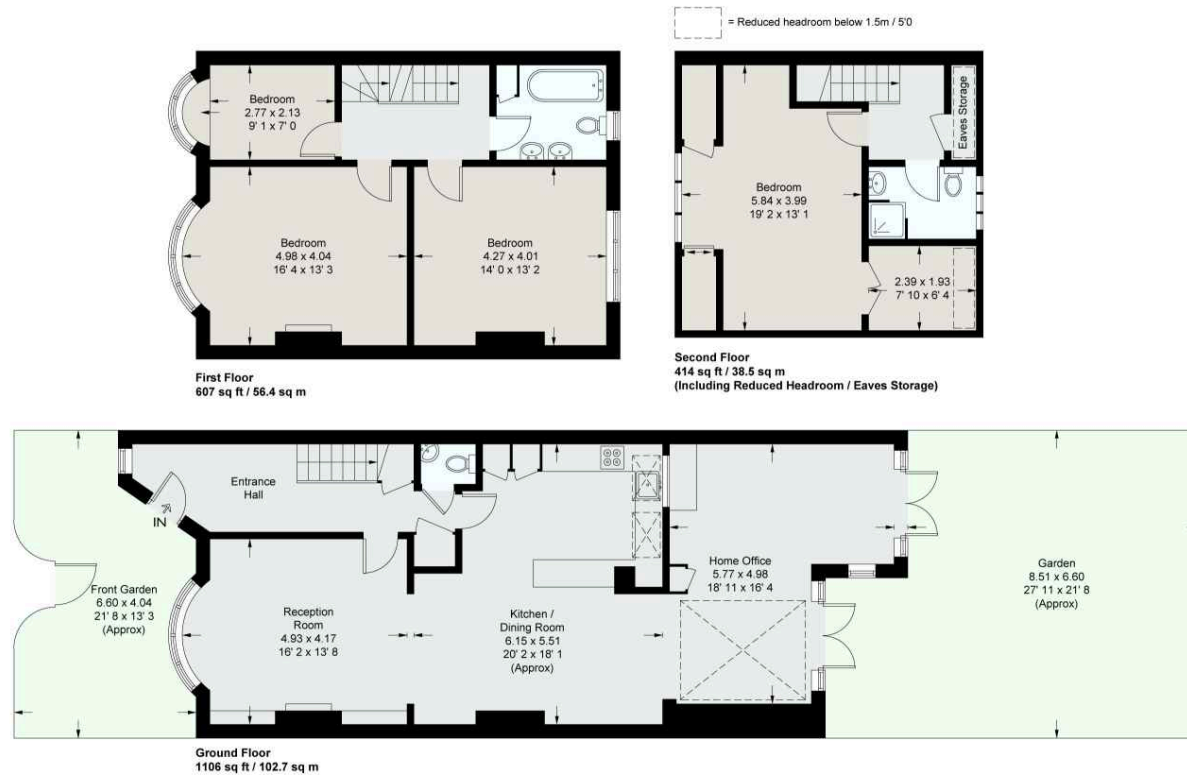 = Reduced headroom below 1.5m / 5'0
Bedroom
2.77 x 2.13
9' 1 x 7' 0
Bedroom
4.98 x 4.04
16' 4 x 13' 3
Bedroom
4.27 x 4.01
14' 0 x 13' 2
First Floor
607 sq ft / 56.4 sq m
Eaves Storage
Bedroom
5.84 x 3.99
19' 2 x 13' 1
2.39 x 1.93
7' 10 x 6' 4
Second Floor
414 sq ft / 38.5 sq m
(Including Reduced Headroom / Eaves Storage)
Entrance
Hall
IN
Front Garden
6.60 x 4.04
21' 8 x 13' 3
(Approx)
Reception
Room
4.93 x 4.17
16' 2 x 13' 8
Kitchen /
Dining Room
6.15 x 5.51
20' 2 x 18' 1
(Approx)
Home Office
5.77 x 4.98
18' 11 x 16' 4
Garden
8.51 x 6.60
27' 11 x 21' 8
(Approx)
Ground Floor
1106 sq ft / 102.7 sq m